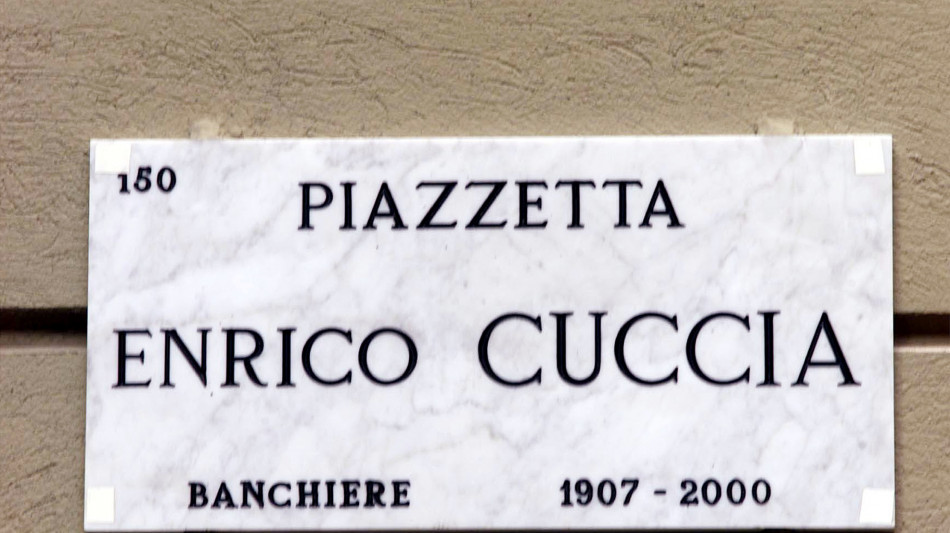 150
PIAZZETTA
ENRICO CUCCIA
BANCHIERE 1907 - 2000